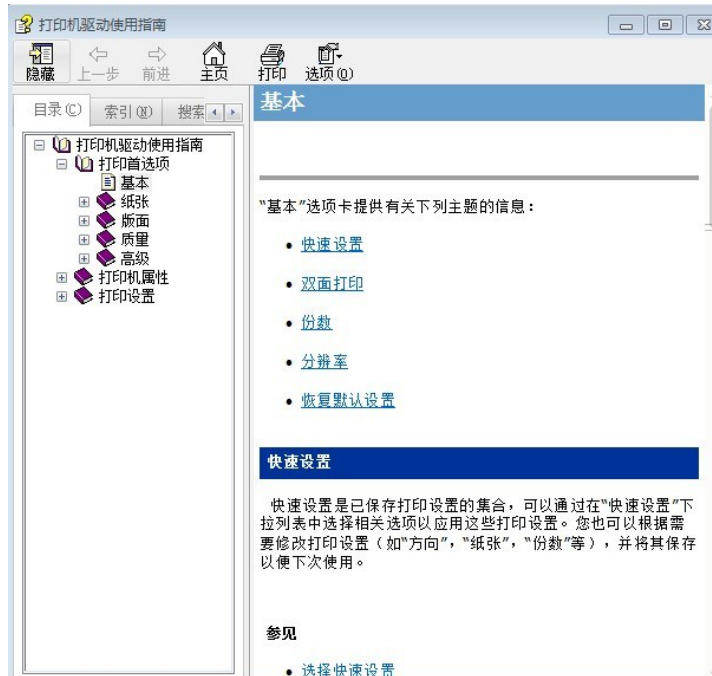 打印机驱动使用指南
隐藏 上一步 前进 主页 打印 选项(O)
目录(C) 索引(N) 搜索
打印机驱动使用指南
打印首选项
基本
纸张
版面
质量
高级
打印机属性
打印设置
基本
“基本”选项卡提供有关下列主题的信息：
• 快速设置
• 双面打印
• 份数
• 分辨率
• 恢复默认设置
快速设置
快速设置是已保存打印设置的集合，可以通过在“快速设置”下
拉列表中选择相关选项以应用这些打印设置。您也可以根据需
要修改打印设置（如“方向”，“纸张”，“份数”等），并将其保存
以便下次使用。
参见
• 选择快速设置